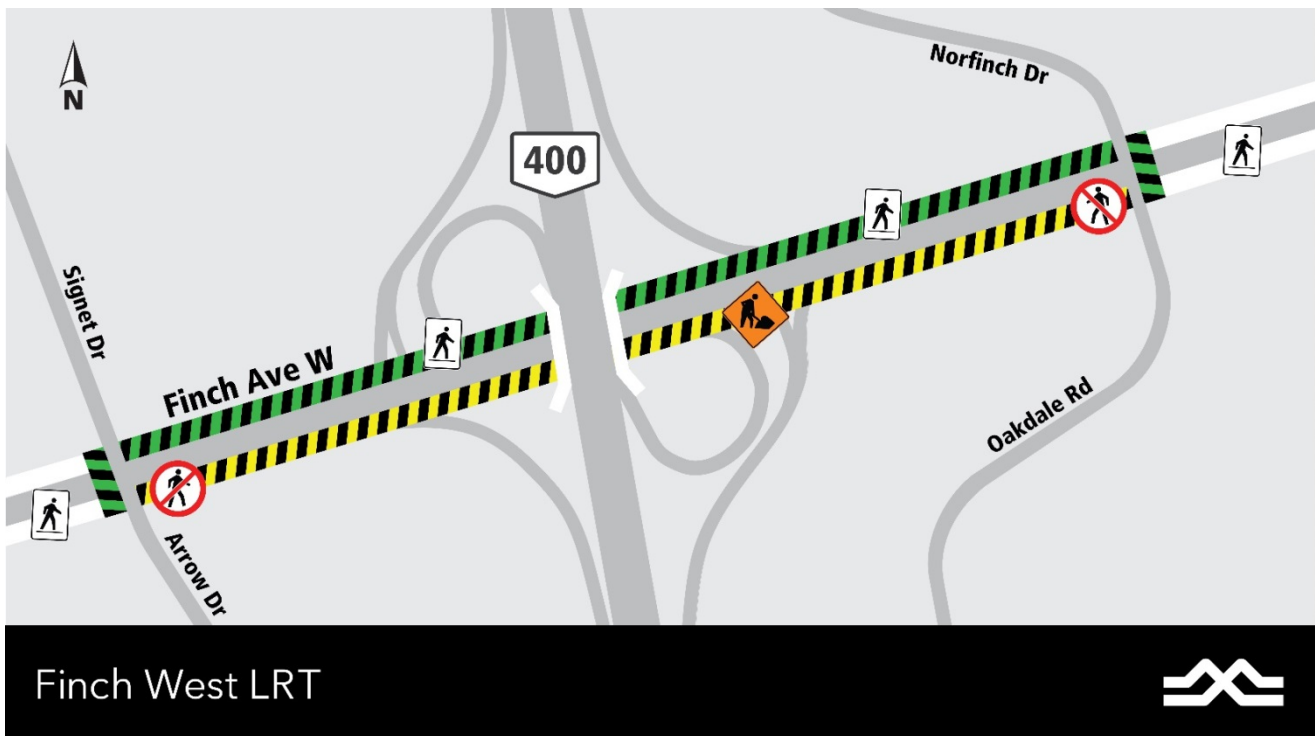 N
Norfinch Dr
400
Signet Dr
Finch Ave W
Oakdale Rd
Arrow Dr
Finch West LRT